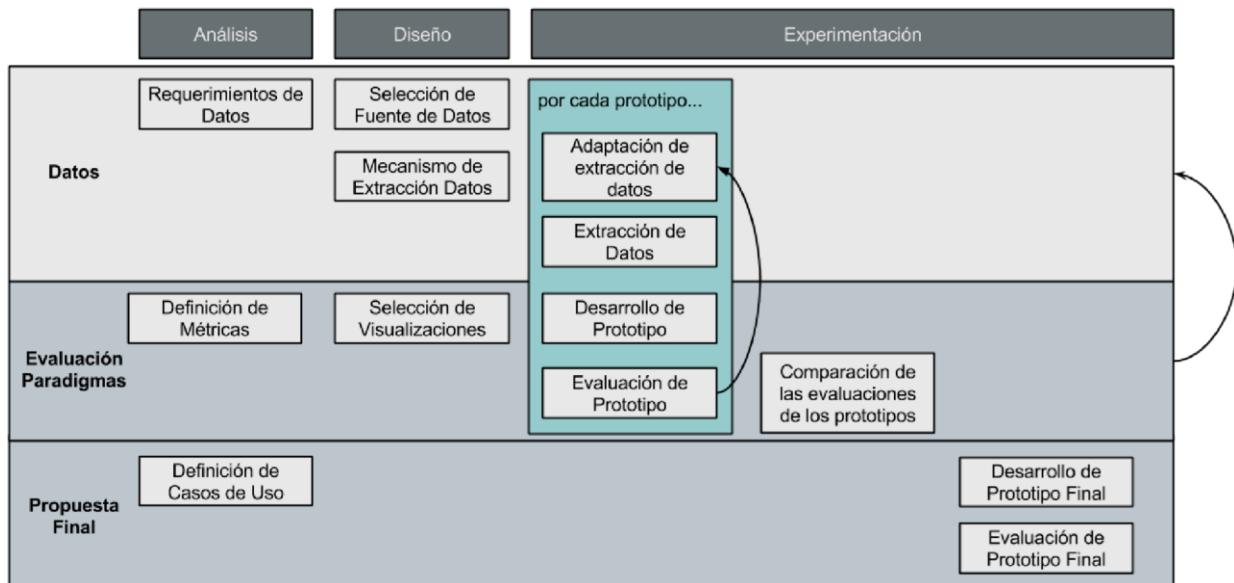 Análisis
Diseño
Experimentación
Datos
Requerimientos de
Datos
Selección de
Fuente de Datos
Mecanismo de
Extracción Datos
por cada prototipo...
Adaptación de
extracción de
datos
Extracción de
Datos
Evaluación
Paradigmas
Definición de
Métricas
Selección de
Visualizaciones
Desarrollo de
Prototipo
Evaluación de
Prototipo
Comparación de
las evaluaciones
de los prototipos
Propuesta
Final
Definición de
Casos de Uso
Desarrollo de
Prototipo Final
Evaluación de
Prototipo Final